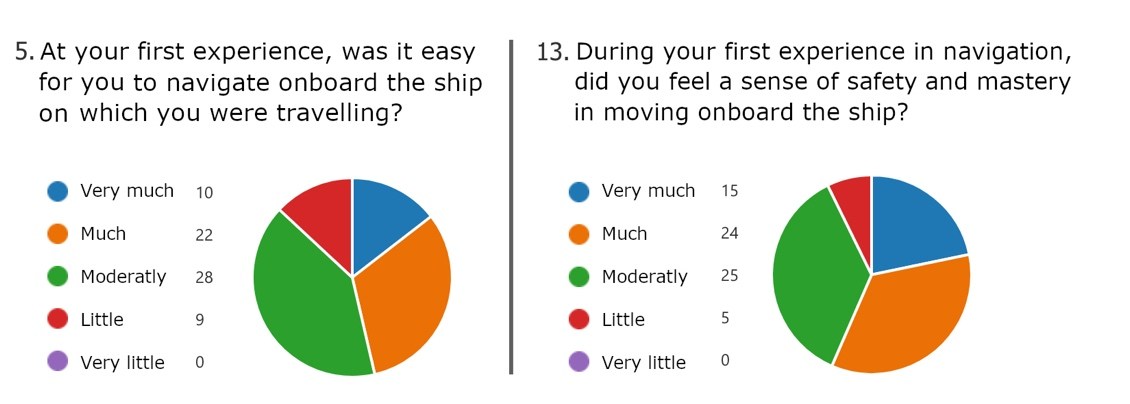 5. At your first experience, was it easy
for you to navigate onboard the ship
on which you were travelling?
Very much 10
Much 22
Moderatly 28
Little 9
Very little 0
13. During your first experience in navigation,
did you feel a sense of safety and mastery
in moving onboard the ship?
Very much 15
Much 24
Moderatly 25
Little 5
Very little 0